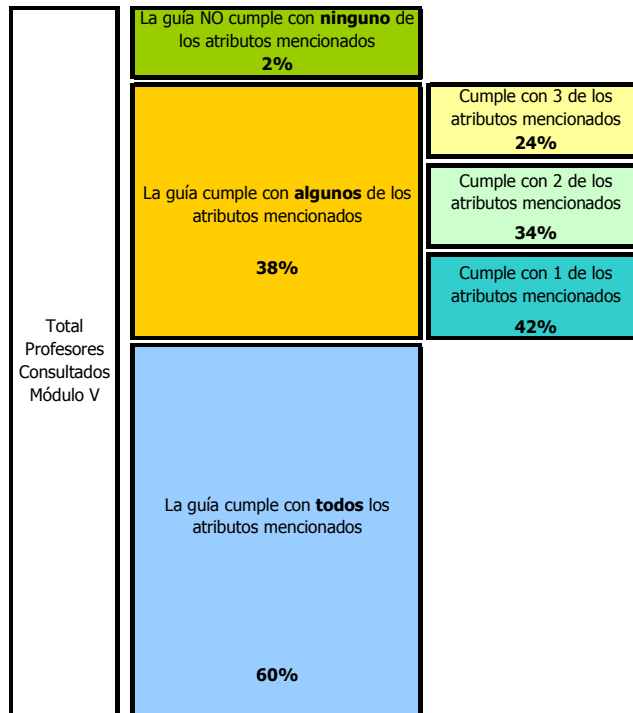 La guía NO cumple con ninguno de
los atributos mencionados
2%
Cumple con 3 de los
atributos mencionados
24%
La guía cumple con algunos de los
atributos mencionados
38%
Cumple con 2 de los
atributos mencionados
34%
Cumple con 1 de los
atributos mencionados
42%
Total
Profesores
Consultados
Módulo V
La guía cumple con todos los
atributos mencionados
60%